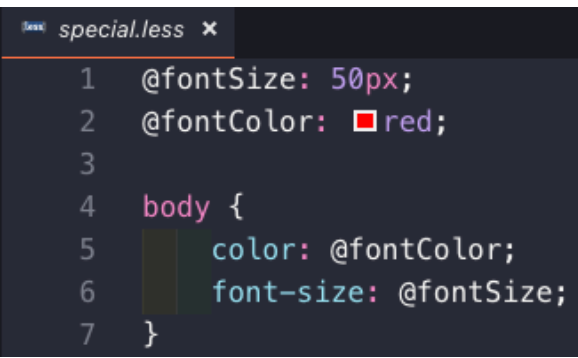 special.less ×
1 @fontSize: 50px;
2 @fontColor: red;
3
4 body {
5 color: @fontColor;
6 font-size: @fontSize;
7 }